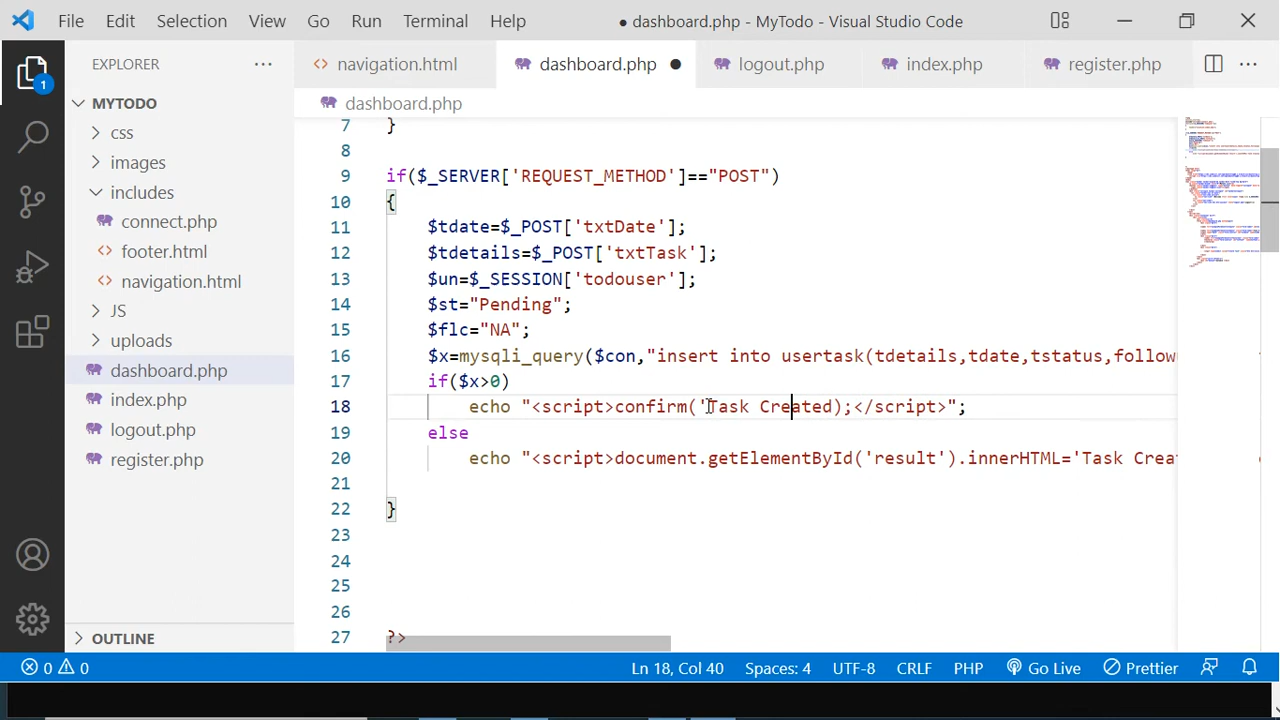 File Edit Selection View Go Run Terminal Help ● dashboard.php - MyTodo - Visual Studio Code
EXPLORER ···
navigation.html dashboard.php ● logout.php index.php register.php ···
MYTODO
css
images
includes
connect.php
footer.html
navigation.html
JS
uploads
dashboard.php
index.php
logout.php
register.php
OUTLINE
1
dashboard.php
7 }
8
9 if($_SERVER['REQUEST_METHOD']=="POST")
10 {
11 $tdate=$_POST['txtDate'];
12 $tdetails=$_POST['txtTask'];
13 $un=$_SESSION['todouser'];
14 $st="Pending";
15 $flc="NA";
16 $x=mysqli_query($con,"insert into usertask(tdetails,tdate,tstatus,follow
17 if($x>0)
18 echo "<script>confirm('Task Created);</script>";
19 else
20 echo "<script>document.getElementById('result').innerHTML='Task Crea
21
22 }
23
24
25
26
27 ?>
0 0 Ln 18, Col 40 Spaces: 4 UTF-8 CRLF PHP Go Live Prettier